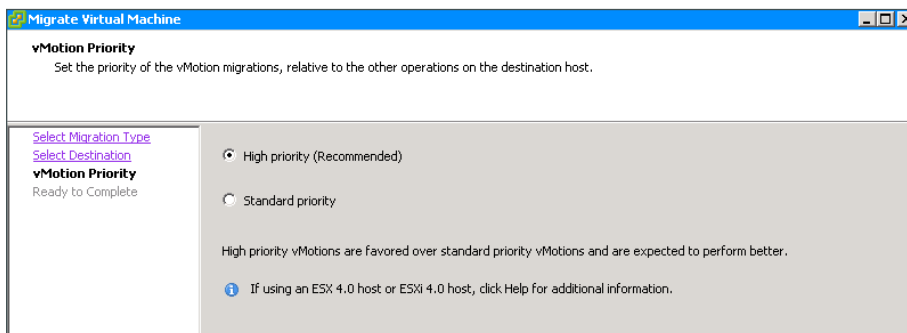 Migrate Virtual Machine
vMotion Priority
Set the priority of the vMotion migrations, relative to the other operations on the destination host.
Select Migration Type
Select Destination
vMotion Priority
Ready to Complete
High priority (Recommended)
Standard priority
High priority vMotions are favored over standard priority vMotions and are expected to perform better.
If using an ESX 4.0 host or ESXi 4.0 host, click Help for additional information.